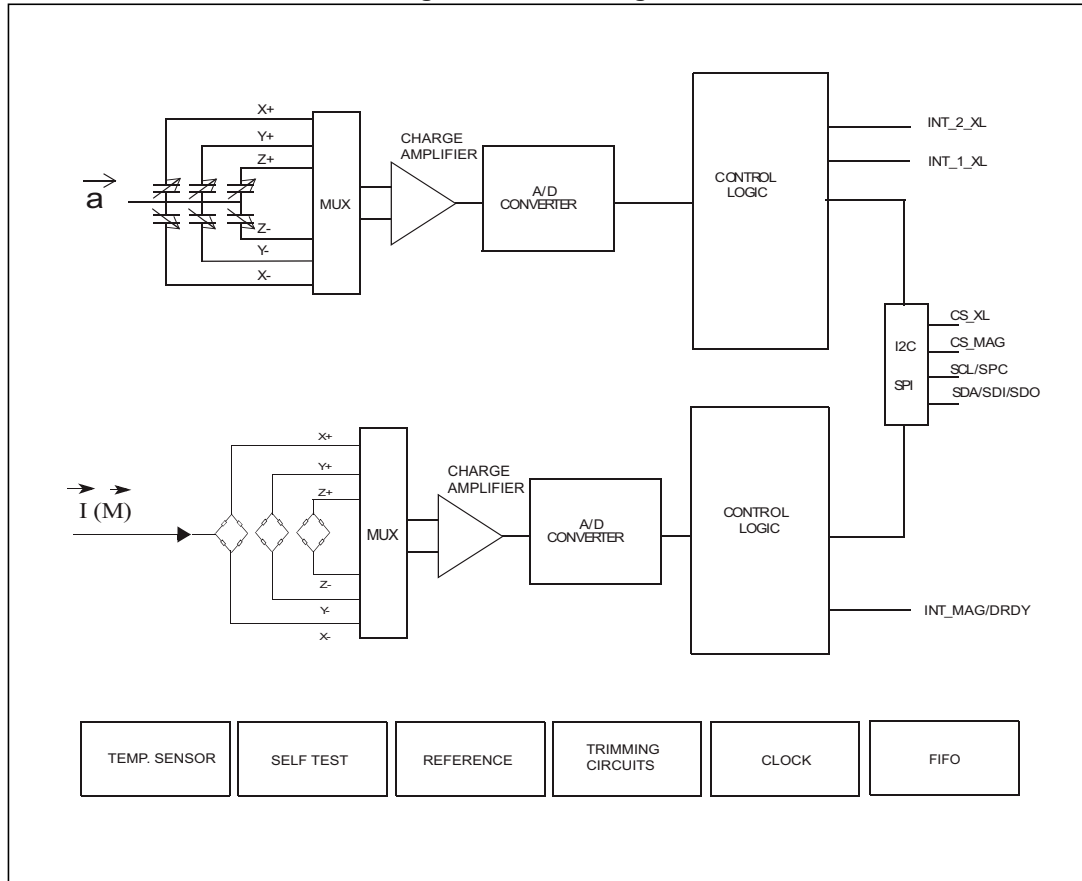 X+
Y+
Z+
a
Z-
Y-
X-
MUX
CHARGE
AMPLIFIER
A/D
CONVERTER
CONTROL
LOGIC
INT_2_XL
INT_1_XL
I2C
SPI
CS_XL
CS_MAG
SCL/SPC
SDA/SDI/SDO
X+
Y+
Z+
I (M)
Z-
Y-
X-
MUX
CHARGE
AMPLIFIER
A/D
CONVERTER
CONTROL
LOGIC
INT_MAG/DRDY
TEMP. SENSOR
SELF TEST
REFERENCE
TRIMMING
CIRCUITS
CLOCK
FIFO